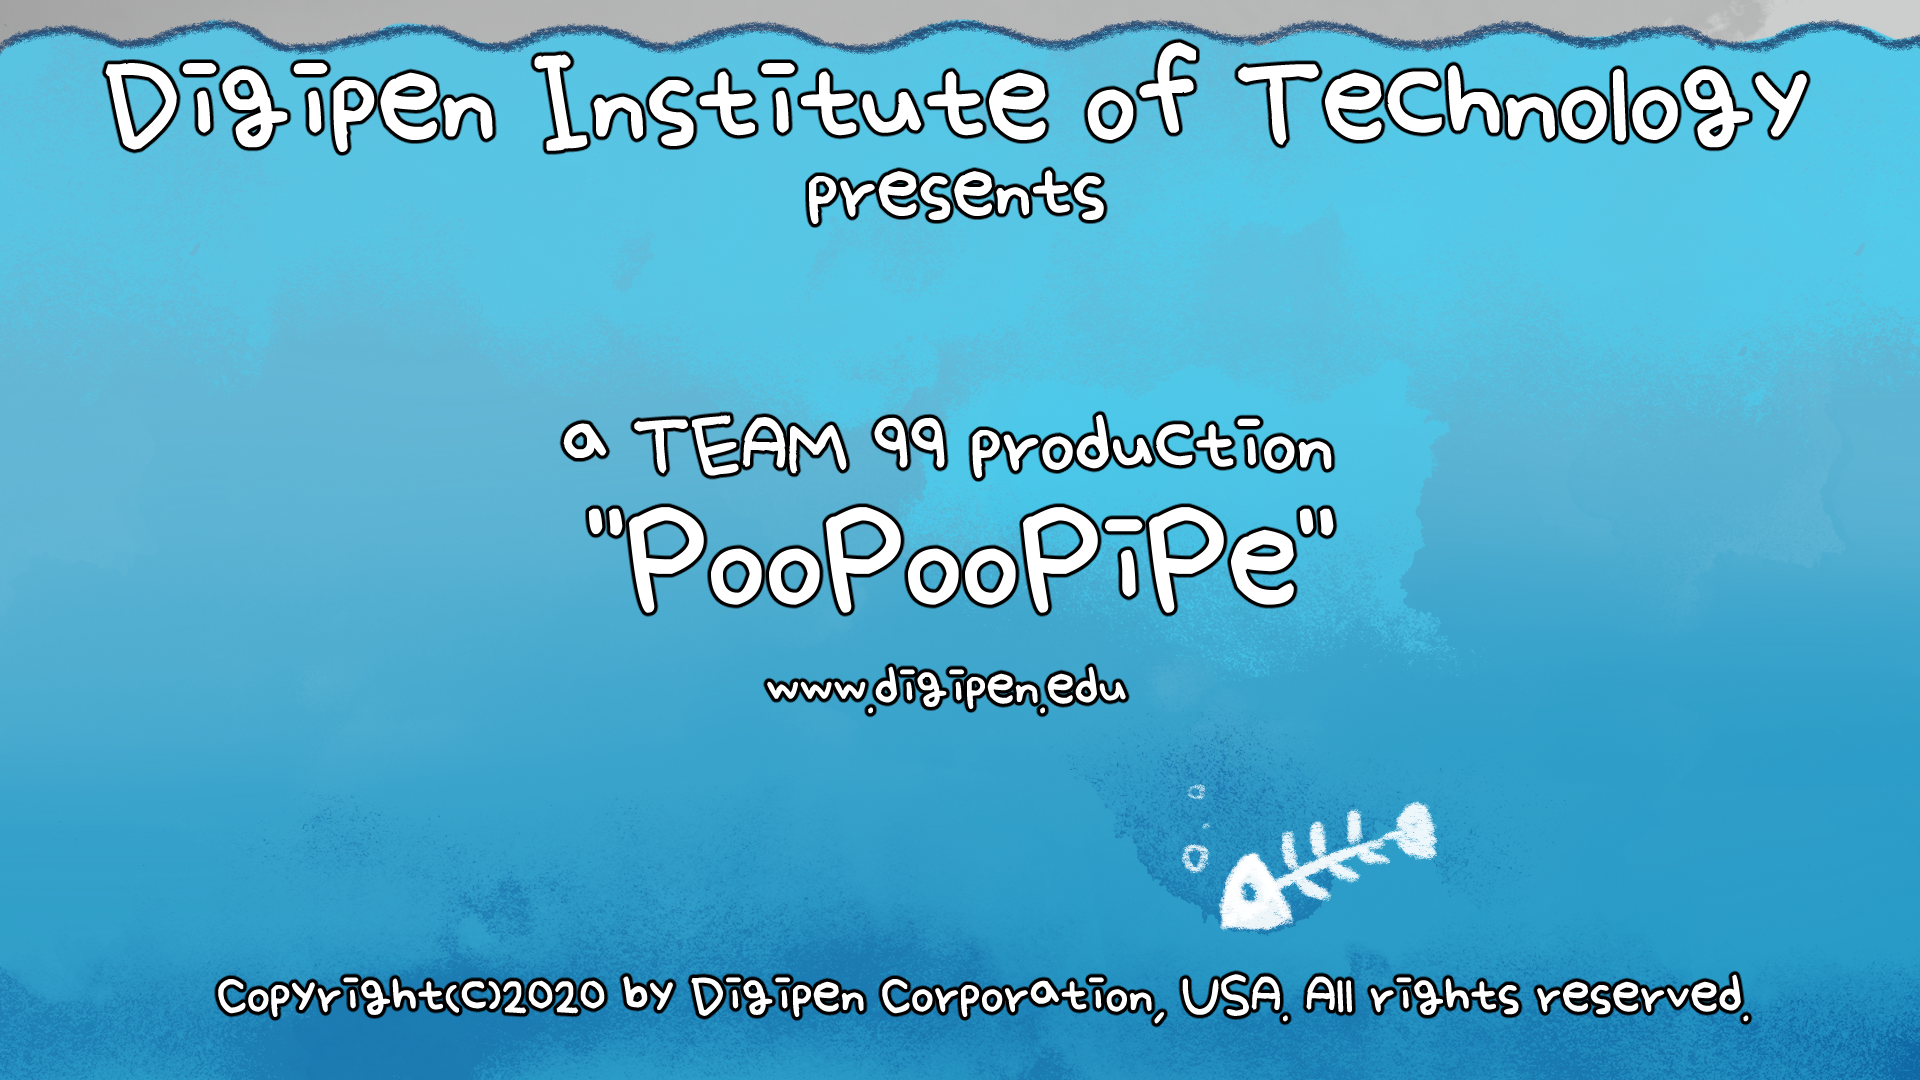 Digipen Institute of Technology
presents
a TEAM 99 production
"PooPooPiPe"
www.digipen.edu
Copyright(C)2020 by Digipen Corporation, USA. All rights reserved.